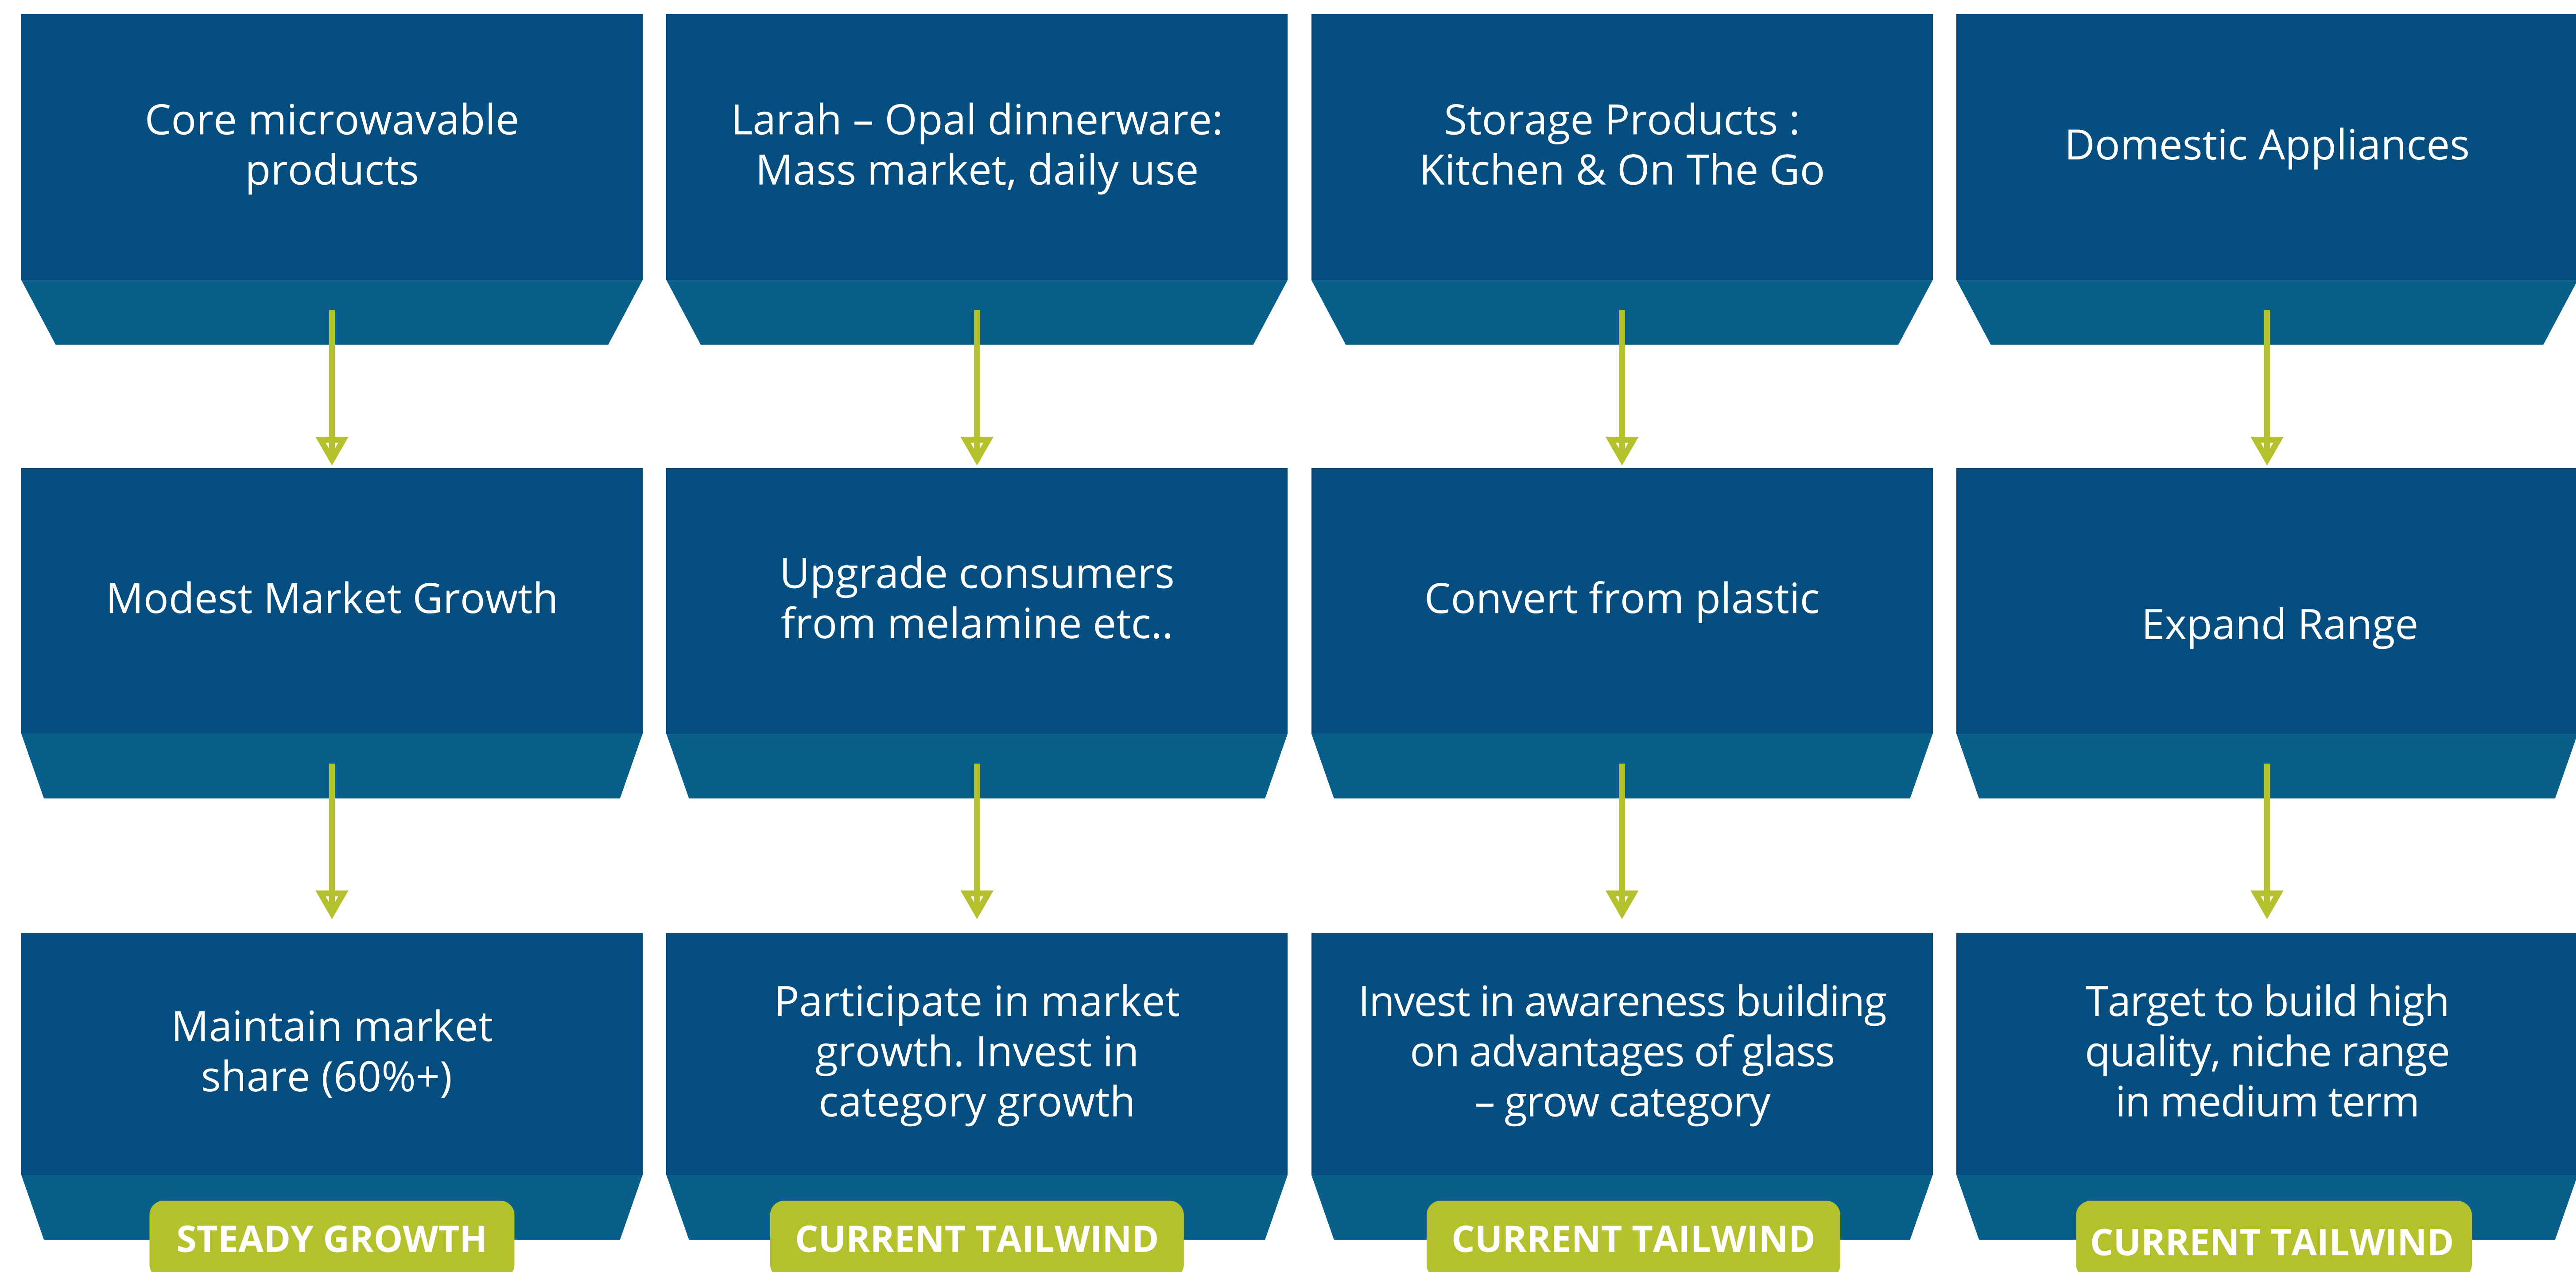 Core microwavable
products
Larah – Opal dinnerware:
Mass market, daily use
Storage Products :
Kitchen & On The Go
Domestic Appliances
Modest Market Growth
Upgrade consumers
from melamine etc..
Convert from plastic
Expand Range
Maintain market
share (60%+)
Participate in market
growth. Invest in
category growth
Invest in awareness building
on advantages of glass
– grow category
Target to build high
quality, niche range
in medium term
STEADY GROWTH
CURRENT TAILWIND
CURRENT TAILWIND
CURRENT TAILWIND